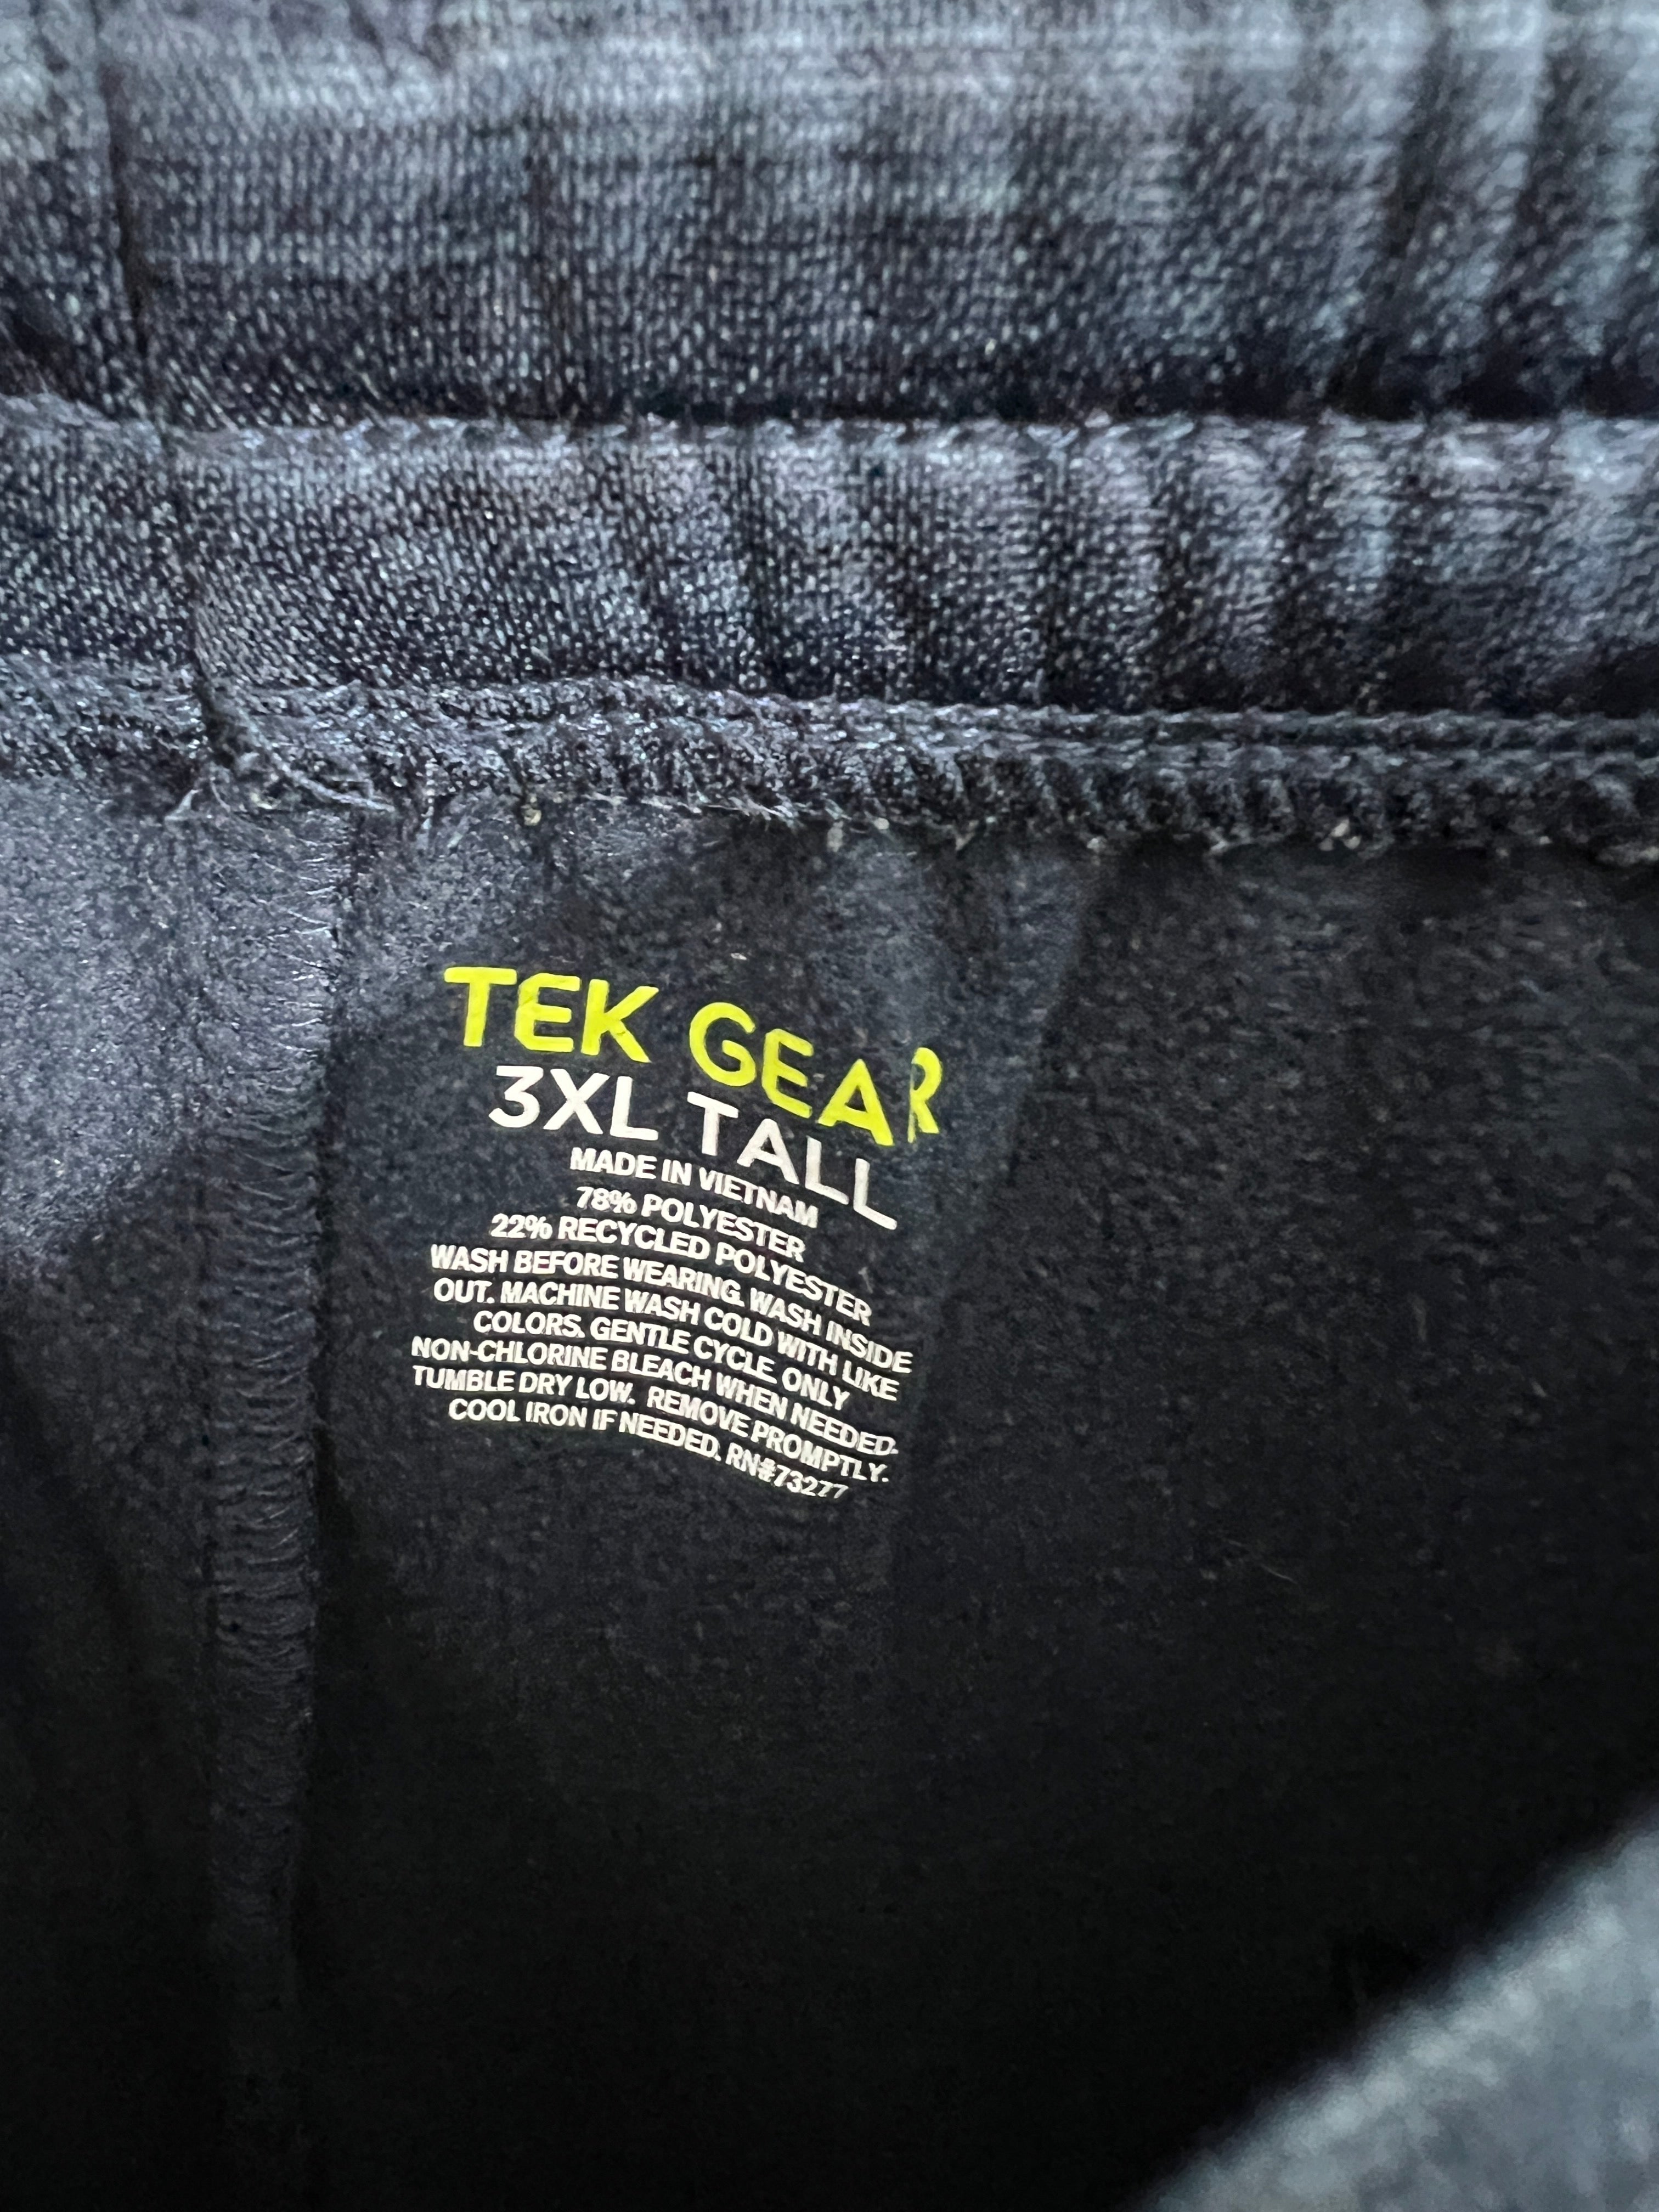 TEK GEAR
3XL TALL
MADE IN VIETNAM
78% POLYESTER
22% RECYCLED POLYESTER
WASH BEFORE WEARING. WASH INSIDE
OUT. MACHINE WASH COLD WITH LIKE
COLORS. GENTLE CYCLE. ONLY
NON-CHLORINE BLEACH WHEN NEEDED.
TUMBLE DRY LOW. REMOVE PROMPTLY.
COOL IRON IF NEEDED. RN#73277